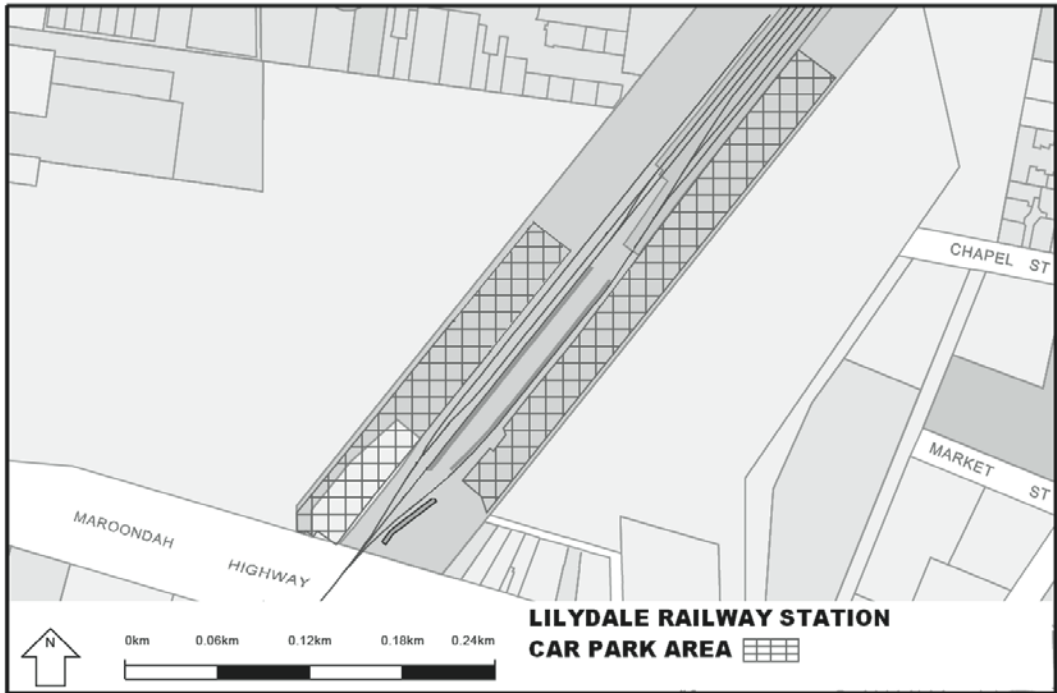 CHAPEL ST
MARKET ST
MAROONDAH
HIGHWAY
N
0km 0.06km 0.12km 0.18km 0.24km
LILYDALE RAILWAY STATION
CAR PARK AREA